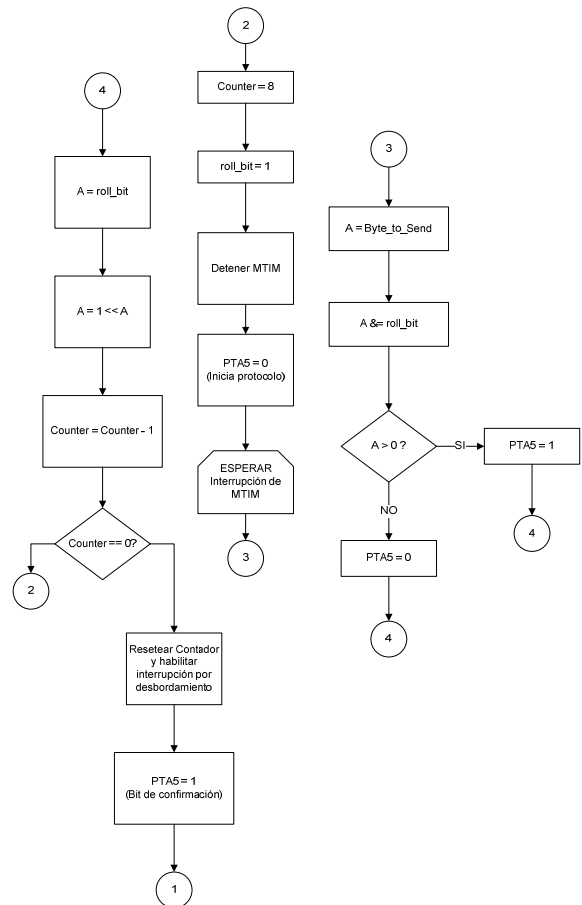 4
A = roll_bit
A = 1 << A
Counter = Counter - 1
Counter == 0?
2
Resetear Contador
y habilitar
interrupción por
desbordamiento
PTA5 = 1
(Bit de confirmación)
1
2
Counter = 8
roll_bit = 1
Detener MTIM
PTA5 = 0
(Inicia protocolo)
ESPERAR
Interrupción de
MTIM
3
3
A = Byte_to_Send
A &= roll_bit
A > 0 ?
SI
PTA5 = 1
4
NO
PTA5 = 0
4